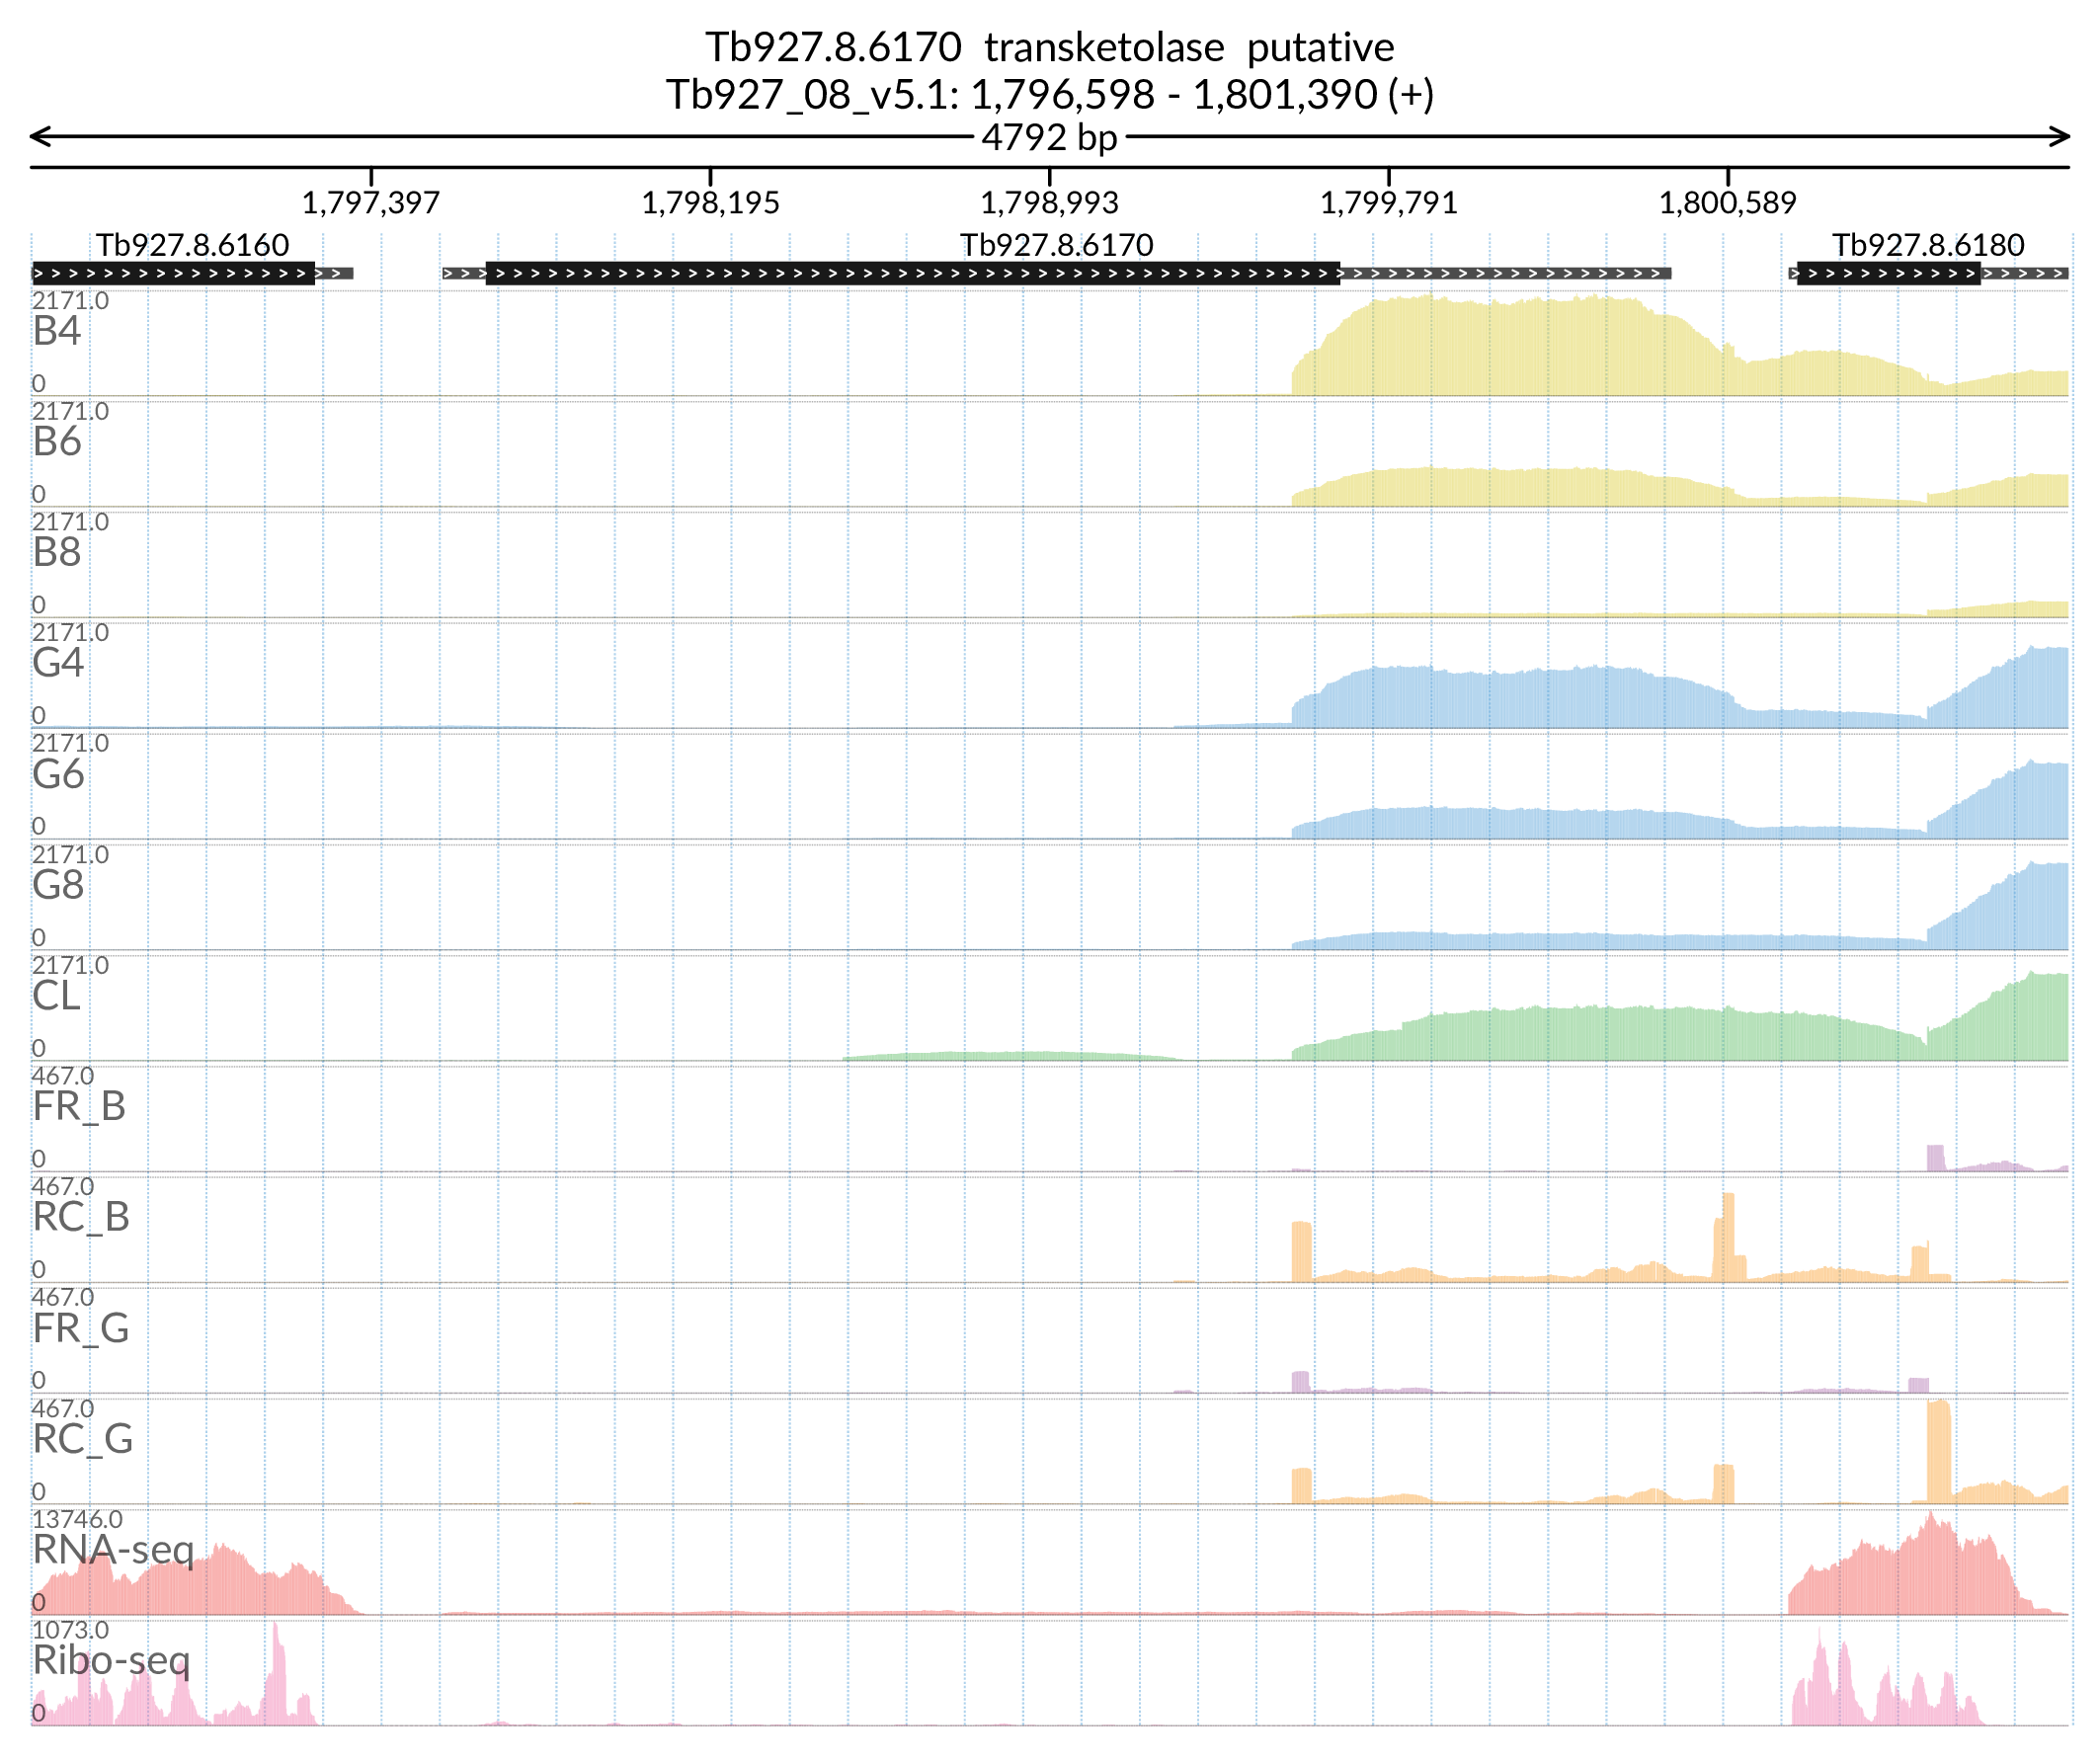 Tb927.8.6170 transketolase putative
Tb927_08_v5.1: 1,796,598 - 1,801,390 (+)
4792 bp
1,797,397 1,798,195 1,798,993 1,799,791 1,800,589
Tb927.8.6160 Tb927.8.6170 Tb927.8.6180
2171.0
B4
0
2171.0
B6
0
2171.0
B8
0
2171.0
G4
0
2171.0
G6
0
2171.0
G8
0
2171.0
CL
0
467.0
FR_B
0
467.0
RC_B
0
467.0
FR_G
0
467.0
RC_G
0
13746.0
RNA-seq
0
1073.0
Ribo-seq
0